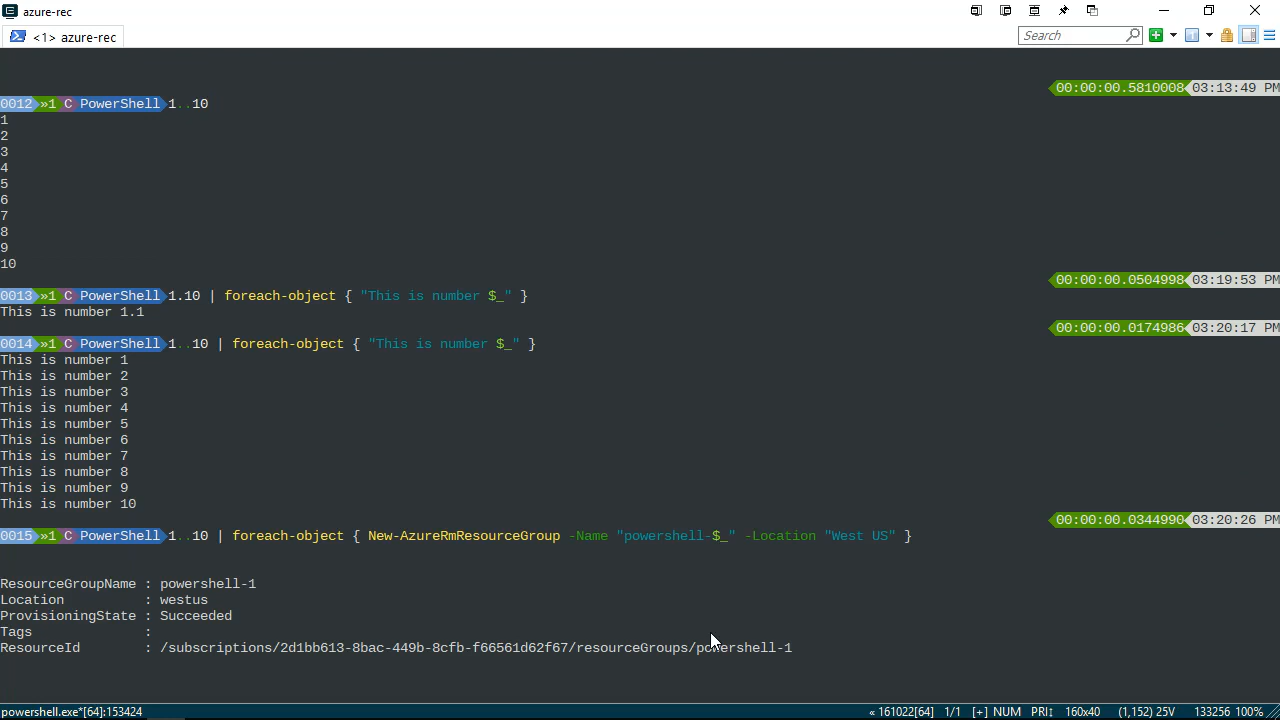 azure-rec
<1> azure-rec
Search
00:00:00.5810008 03:13:49 PM
0012 »1 C PowerShell 1..10
1
2
3
4
5
6
7
8
9
10
00:00:00.0504998 03:19:53 PM
0013 »1 C PowerShell 1.10 | foreach-object { "This is number $_" }
This is number 1.1
00:00:00.0174986 03:20:17 PM
0014 »1 C PowerShell 1..10 | foreach-object { "This is number $_" }
This is number 1
This is number 2
This is number 3
This is number 4
This is number 5
This is number 6
This is number 7
This is number 8
This is number 9
This is number 10
00:00:00.0344990 03:20:26 PM
0015 »1 C PowerShell 1..10 | foreach-object { New-AzureRmResourceGroup -Name "powershell-$_" -Location "West US" }
ResourceGroupName : powershell-1
Location : westus
ProvisioningState : Succeeded
Tags :
ResourceId : /subscriptions/2d1bb613-8bac-449b-8cfb-f66561d62f67/resourceGroups/powershell-1
powershell.exe*[64]:153424 « 161022[64] 1/1 [+] NUM PRI↕ 160x40 (1,152) 25V 133256 100%